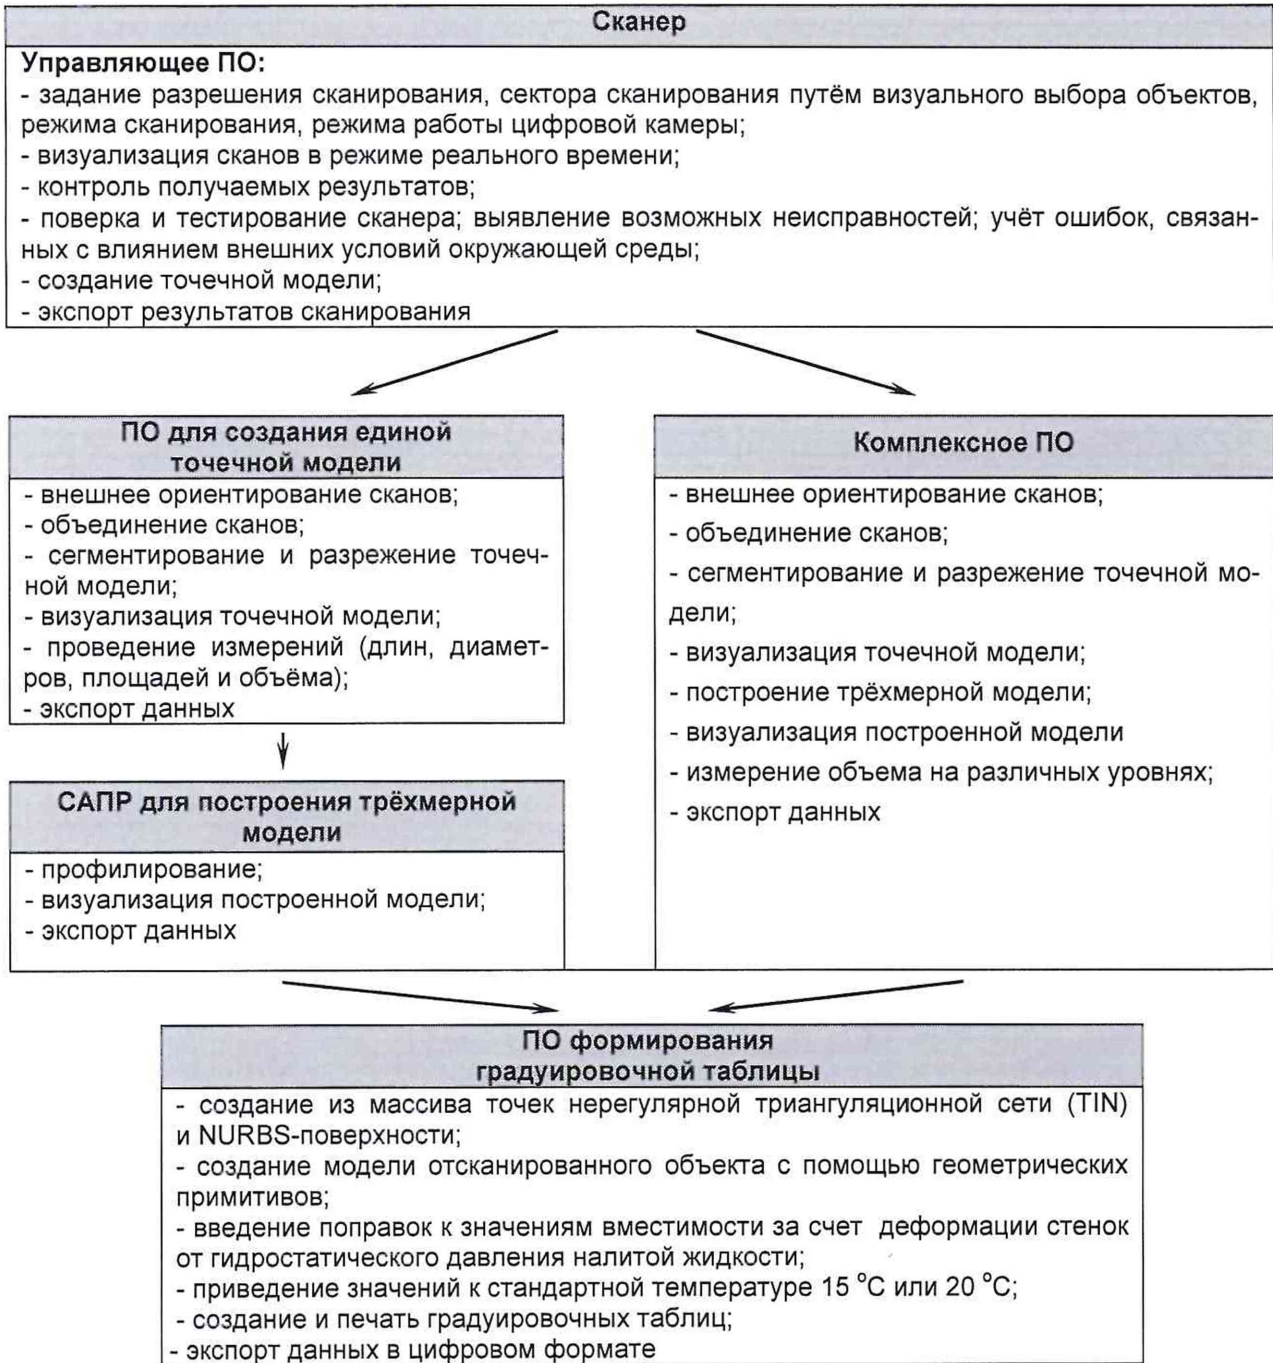 Сканер
Управляющее ПО:
- задание разрешения сканирования, сектора сканирования путём визуального выбора объектов,
режима сканирования, режима работы цифровой камеры;
- визуализация сканов в режиме реального времени;
- контроль получаемых результатов;
- поверка и тестирование сканера; выявление возможных неисправностей; учёт ошибок, связан-
ных с влиянием внешних условий окружающей среды;
- создание точечной модели;
- экспорт результатов сканирования
ПО для создания единой
точечной модели
- внешнее ориентирование сканов;
- объединение сканов;
- сегментирование и разрежение точеч-
ной модели;
- визуализация точечной модели;
- проведение измерений (длин, диамет-
ров, площадей и объёма);
- экспорт данных
САПР для построения трёхмерной
модели
- профилирование;
- визуализация построенной модели;
- экспорт данных
Комплексное ПО
- внешнее ориентирование сканов;
- объединение сканов;
- сегментирование и разрежение точечной мо-
дели;
- визуализация точечной модели;
- построение трёхмерной модели;
- визуализация построенной модели
- измерение объема на различных уровнях;
- экспорт данных
ПО формирования
градуировочной таблицы
- создание из массива точек нерегулярной триангуляционной сети (TIN)
и NURBS-поверхности;
- создание модели отсканированного объекта с помощью геометрических
примитивов;
- введение поправок к значениям вместимости за счет деформации стенок
от гидростатического давления налитой жидкости;
- приведение значений к стандартной температуре 15 °С или 20 °С;
- создание и печать градуировочных таблиц;
- экспорт данных в цифровом формате